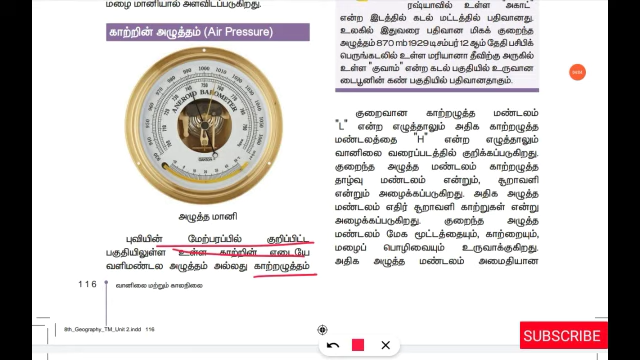 மழை மானியால் அளவிடப்படுகிறது.
காற்றின் அழுத்தம் (Air Pressure)
ANEROID BAROMETER
அழுத்த மானி
புவியின் மேற்பரப்பில் குறிப்பிட்ட
பகுதியிலுள்ள உள்ள காற்றின் எடையே
வளிமண்டல அழுத்தம் அல்லது காற்றழுத்தம்
116 வானிலை மற்றும் காலநிலை
8th_Geography_TM_Unit 2.indd 116
ரஷ்யாவில் உள்ள "அகாட்"
என்ற இடத்தில் கடல் மட்டத்தில் பதிவானது.
உலகில் இதுவரை பதிவான மிகக் குறைந்த
அழுத்தம் 870 mb 1929 டிசம்பர் 12 ஆம் தேதி பசிபிக்
பெருங்கடலில் உள்ள மரியானா தீவிற்கு அருகில்
உள்ள "குவாம்" என்ற கடல் பகுதியில் உருவான
டைபூனின் கண் பகுதியில் பதிவானதாகும்.
குறைவான காற்றழுத்த மண்டலம்
"L" என்ற எழுத்தாலும் அதிக காற்றழுத்த
மண்டலத்தை "H" என்ற எழுத்தாலும்
வானிலை வரைபடத்தில் குறிக்கப்படுகிறது.
குறைந்த அழுத்த மண்டலம் காற்றழுத்த
தாழ்வு மண்டலம் என்றும், சூறாவளி
என்றும் அழைக்கப்படுகிறது. அதிக அழுத்த
மண்டலம் எதிர் சூறாவளி காற்றுகள் என்று
அழைக்கப்படுகிறது. குறைந்த அழுத்த
மண்டலம் மேக மூட்டத்தையும், காற்றையும்,
மழைப் பொழிவையும் உருவாக்குகிறது.
அதிக அழுத்த மண்டலம் அமைதியான
SUBSCRIBE